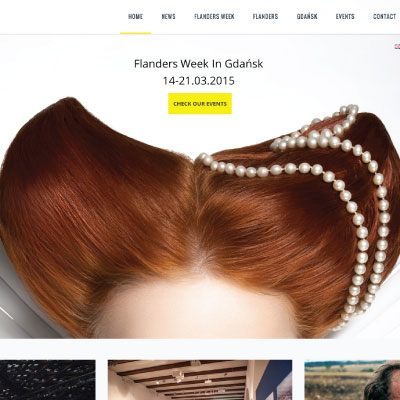 HOME NEWS FLANDERS WEEK FLANDERS GDAŃSK EVENTS CONTACT
Flanders Week In Gdańsk
14-21.03.2015
CHECK OUR EVENTS